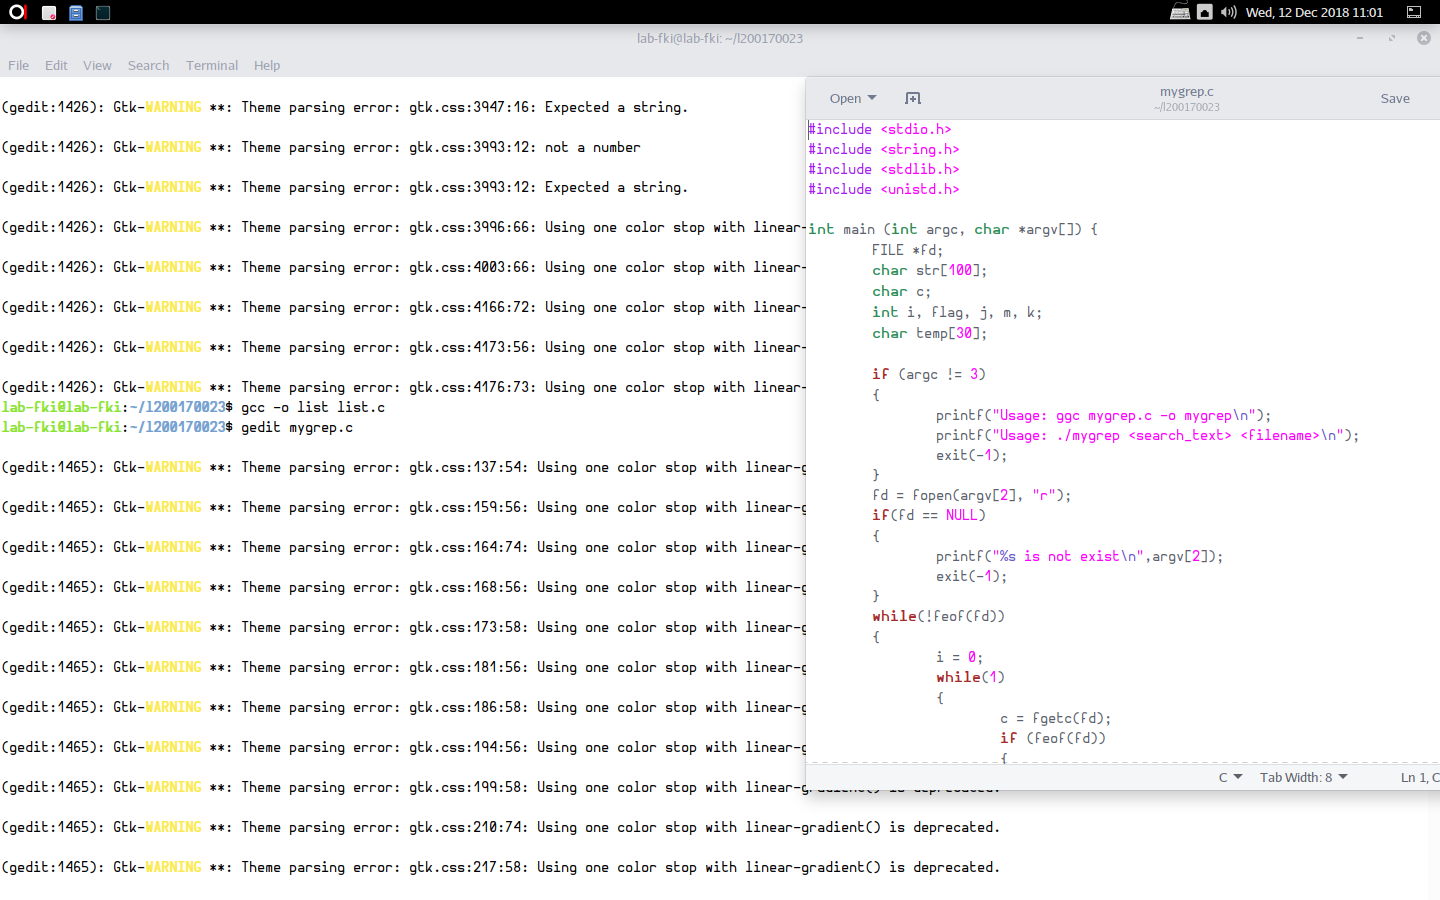 Wed, 12 Dec 2018 11:01
lab-fki@lab-fki: ~/l200170023
File Edit View Search Terminal Help
(gedit:1426): Gtk-WARNING **: Theme parsing error: gtk.css:3947:16: Expected a string.
(gedit:1426): Gtk-WARNING **: Theme parsing error: gtk.css:3993:12: not a number
(gedit:1426): Gtk-WARNING **: Theme parsing error: gtk.css:3993:12: Expected a string.
(gedit:1426): Gtk-WARNING **: Theme parsing error: gtk.css:3996:66: Using one color stop with linear-
(gedit:1426): Gtk-WARNING **: Theme parsing error: gtk.css:4003:66: Using one color stop with linear-
(gedit:1426): Gtk-WARNING **: Theme parsing error: gtk.css:4166:72: Using one color stop with linear-
(gedit:1426): Gtk-WARNING **: Theme parsing error: gtk.css:4173:56: Using one color stop with linear-
(gedit:1426): Gtk-WARNING **: Theme parsing error: gtk.css:4176:73: Using one color stop with linear-
lab-fki@lab-fki:~/l200170023$ gcc -o list list.c
lab-fki@lab-fki:~/l200170023$ gedit mygrep.c
(gedit:1465): Gtk-WARNING **: Theme parsing error: gtk.css:137:54: Using one color stop with linear-g
(gedit:1465): Gtk-WARNING **: Theme parsing error: gtk.css:159:56: Using one color stop with linear-g
(gedit:1465): Gtk-WARNING **: Theme parsing error: gtk.css:164:74: Using one color stop with linear-g
(gedit:1465): Gtk-WARNING **: Theme parsing error: gtk.css:168:56: Using one color stop with linear-g
(gedit:1465): Gtk-WARNING **: Theme parsing error: gtk.css:173:58: Using one color stop with linear-g
(gedit:1465): Gtk-WARNING **: Theme parsing error: gtk.css:181:56: Using one color stop with linear-g
(gedit:1465): Gtk-WARNING **: Theme parsing error: gtk.css:186:58: Using one color stop with linear-g
(gedit:1465): Gtk-WARNING **: Theme parsing error: gtk.css:194:56: Using one color stop with linear-g
(gedit:1465): Gtk-WARNING **: Theme parsing error: gtk.css:199:58: Using one color stop with linear-gradient() is deprecated.
(gedit:1465): Gtk-WARNING **: Theme parsing error: gtk.css:210:74: Using one color stop with linear-gradient() is deprecated.
(gedit:1465): Gtk-WARNING **: Theme parsing error: gtk.css:217:58: Using one color stop with linear-gradient() is deprecated.
Open
mygrep.c
~/l200170023
Save
#include <stdio.h>
#include <string.h>
#include <stdlib.h>
#include <unistd.h>
int main (int argc, char *argv[]) {
FILE *fd;
char str[100];
char c;
int i, flag, j, m, k;
char temp[30];
if (argc != 3)
{
printf("Usage: ggc mygrep.c -o mygrep\n");
printf("Usage: ./mygrep <search_text> <filename>\n");
exit(-1);
}
fd = fopen(argv[2], "r");
if(fd == NULL)
{
printf("%s is not exist\n",argv[2]);
exit(-1);
}
while(!feof(fd))
{
i = 0;
while(1)
{
c = fgetc(fd);
if (feof(fd))
{
C Tab Width: 8 Ln 1, C